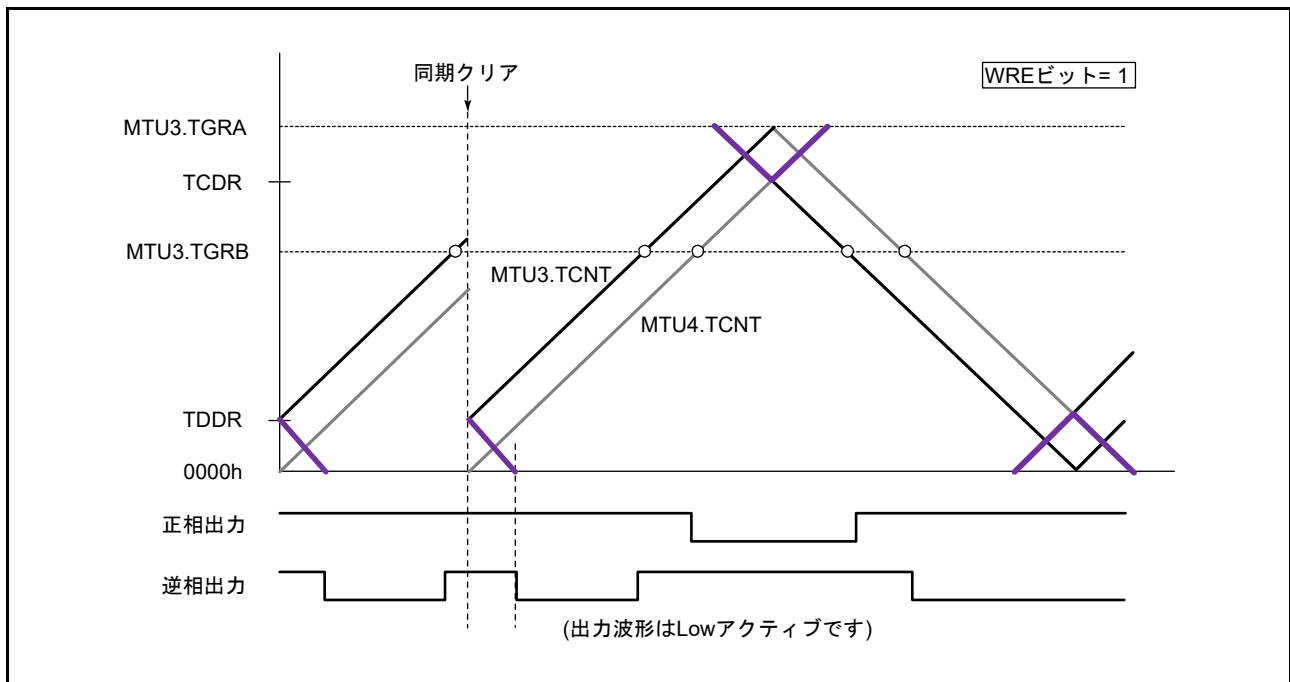 同期クリア
WREビット= 1
MTU3.TGRA
TCDR
MTU3.TGRB
MTU3.TCNT
MTU4.TCNT
TDDR
0000h
正相出力
逆相出力
(出力波形はLowアクティブです)